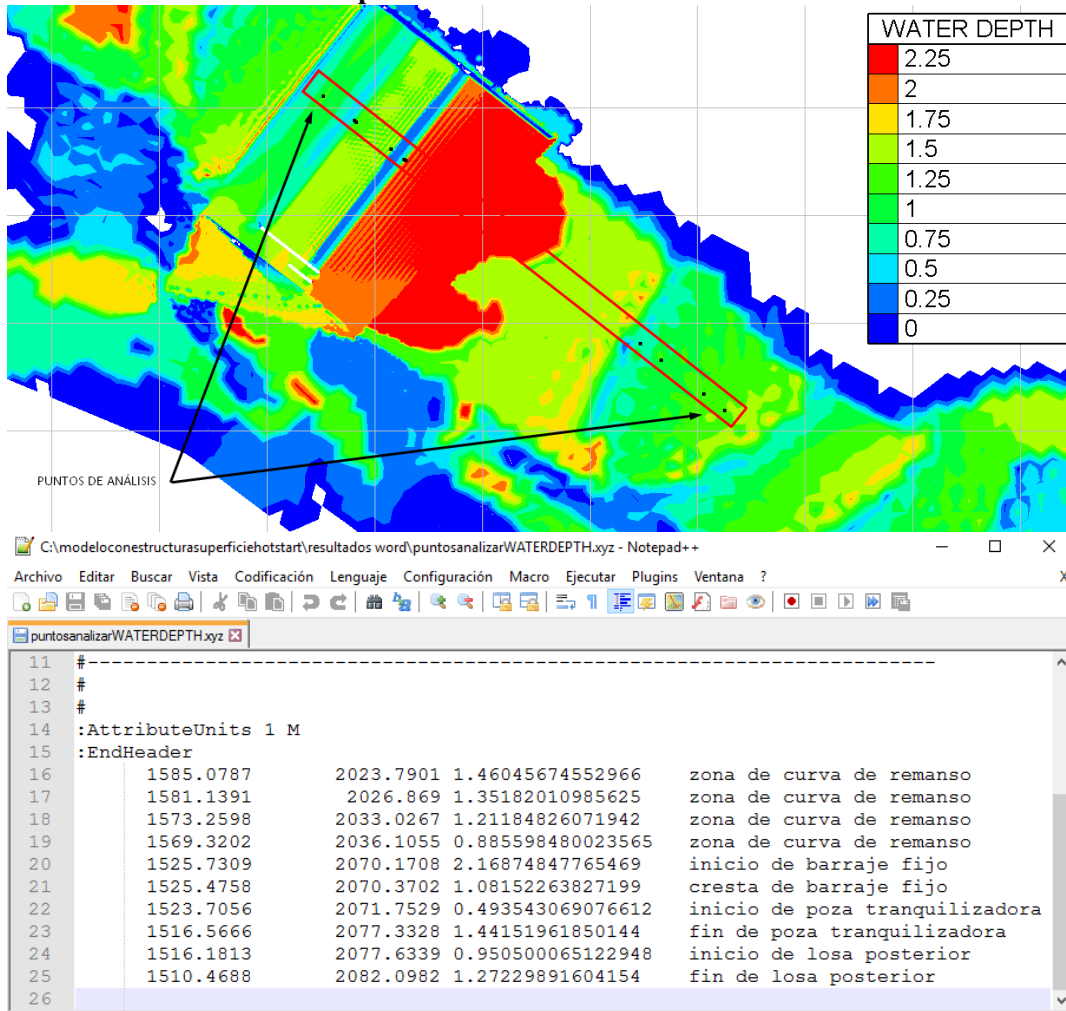 WATER DEPTH
2.25
2
1.75
1.5
1.25
1
0.75
0.5
0.25
0
PUNTOS DE ANÁLISIS
C:\modeloconestructurasuperficiehotstart\resultados word\puntosanalizarWATERDEPTH.xyz - Notepad++
Archivo Editar Buscar Vista Codificación Lenguaje Configuración Macro Ejecutar Plugins Ventana ? X
puntosanalizarWATERDEPTH.xyz
11 #-----------------------------------------------------------------------
12 #
13 #
14 :AttributeUnits 1 M
15 :EndHeader
16 1585.0787 2023.7901 1.46045674552966 zona de curva de remanso
17 1581.1391 2026.869 1.35182010985625 zona de curva de remanso
18 1573.2598 2033.0267 1.21184826071942 zona de curva de remanso
19 1569.3202 2036.1055 0.885598480023565 zona de curva de remanso
20 1525.7309 2070.1708 2.16874847765469 inicio de barraje fijo
21 1525.4758 2070.3702 1.08152263827199 cresta de barraje fijo
22 1523.7056 2071.7529 0.493543069076612 inicio de poza tranquilizadora
23 1516.5666 2077.3328 1.44151961850144 fin de poza tranquilizadora
24 1516.1813 2077.6339 0.950500065122948 inicio de losa posterior
25 1510.4688 2082.0982 1.27229891604154 fin de losa posterior
26